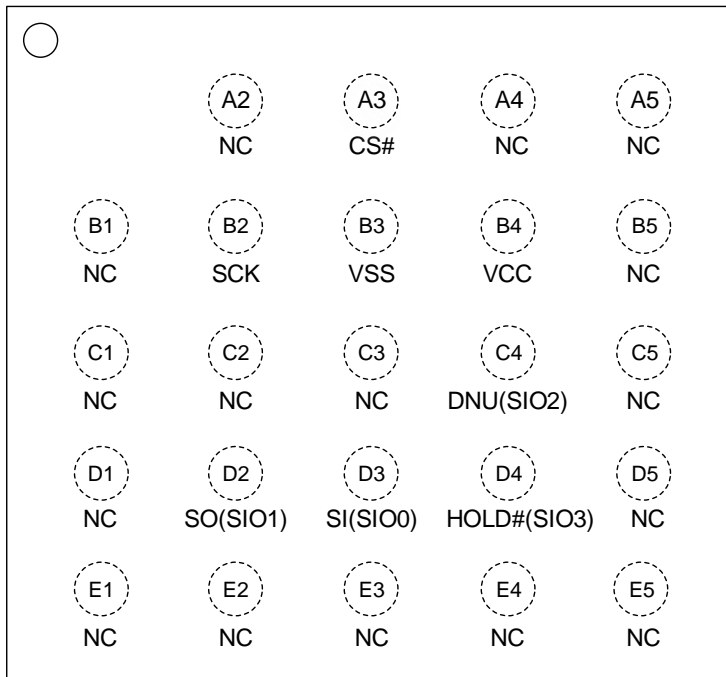 A2 A3 A4 A5
NC CS# NC NC
B1 B2 B3 B4 B5
NC SCK VSS VCC NC
C1 C2 C3 C4 C5
NC NC NC DNU(SIO2) NC
D1 D2 D3 D4 D5
NC SO(SIO1) SI(SIO0) HOLD#(SIO3) NC
E1 E2 E3 E4 E5
NC NC NC NC NC